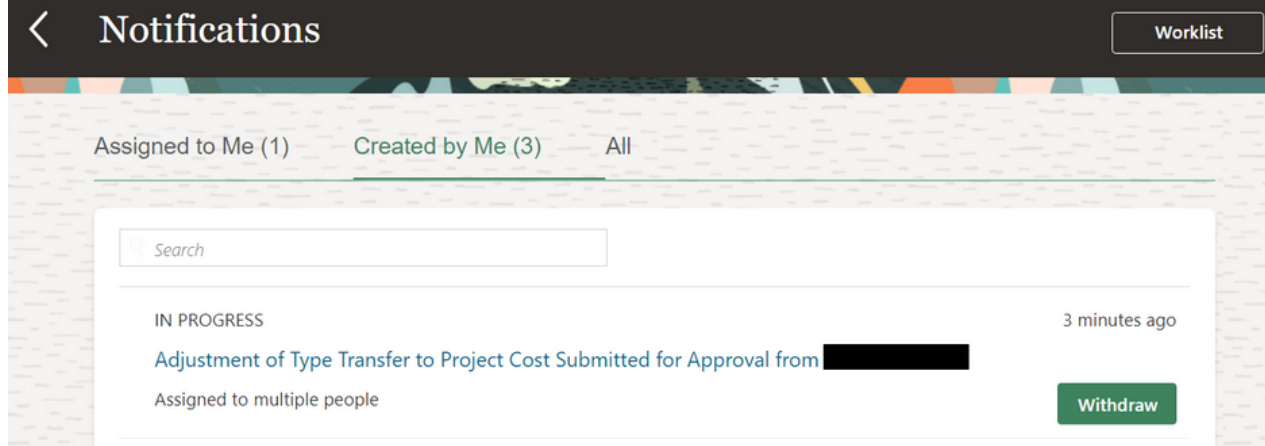 Notifications
Worklist
Assigned to Me (1) Created by Me (3) All
Search
IN PROGRESS 3 minutes ago
Adjustment of Type Transfer to Project Cost Submitted for Approval from
Assigned to multiple people
Withdraw